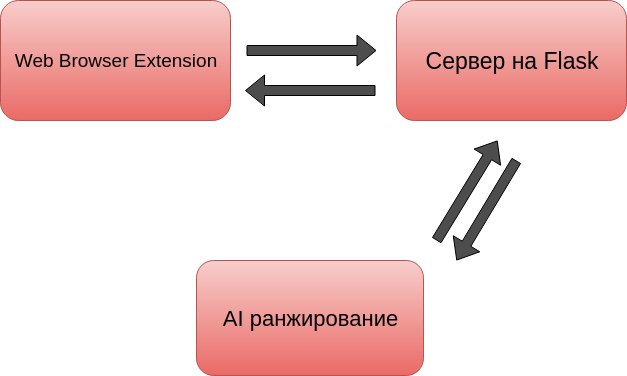 Web Browser Extension
Сервер на Flask
AI ранжирование